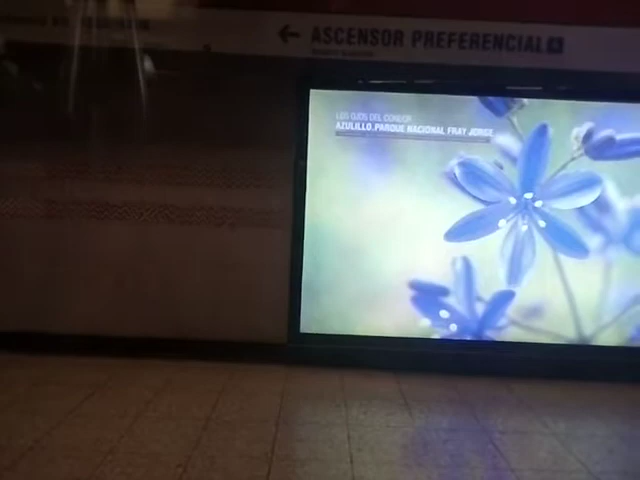 ← ASCENSOR PREFERENCIAL
LOS OJOS DEL CONDOR
AZULILLO.PARQUE NACIONAL FRAY JORGE